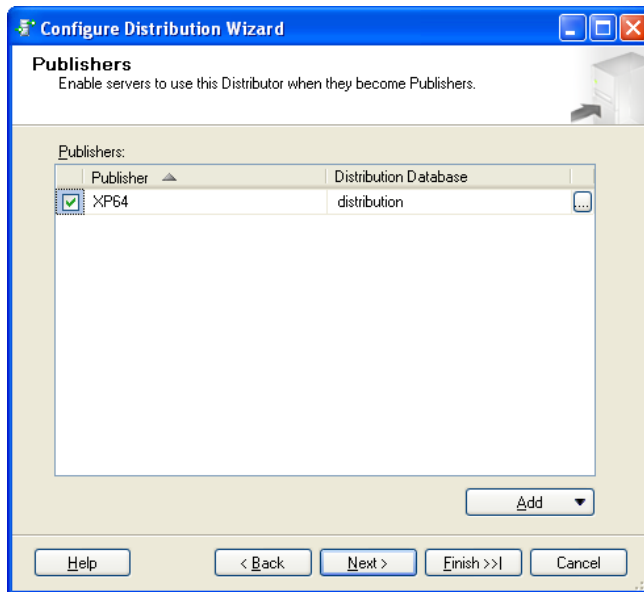 Configure Distribution Wizard
Publishers
Enable servers to use this Distributor when they become Publishers.
Publishers:
Publisher Distribution Database
XP64 distribution ...
Add
Help < Back Next > Finish >>| Cancel